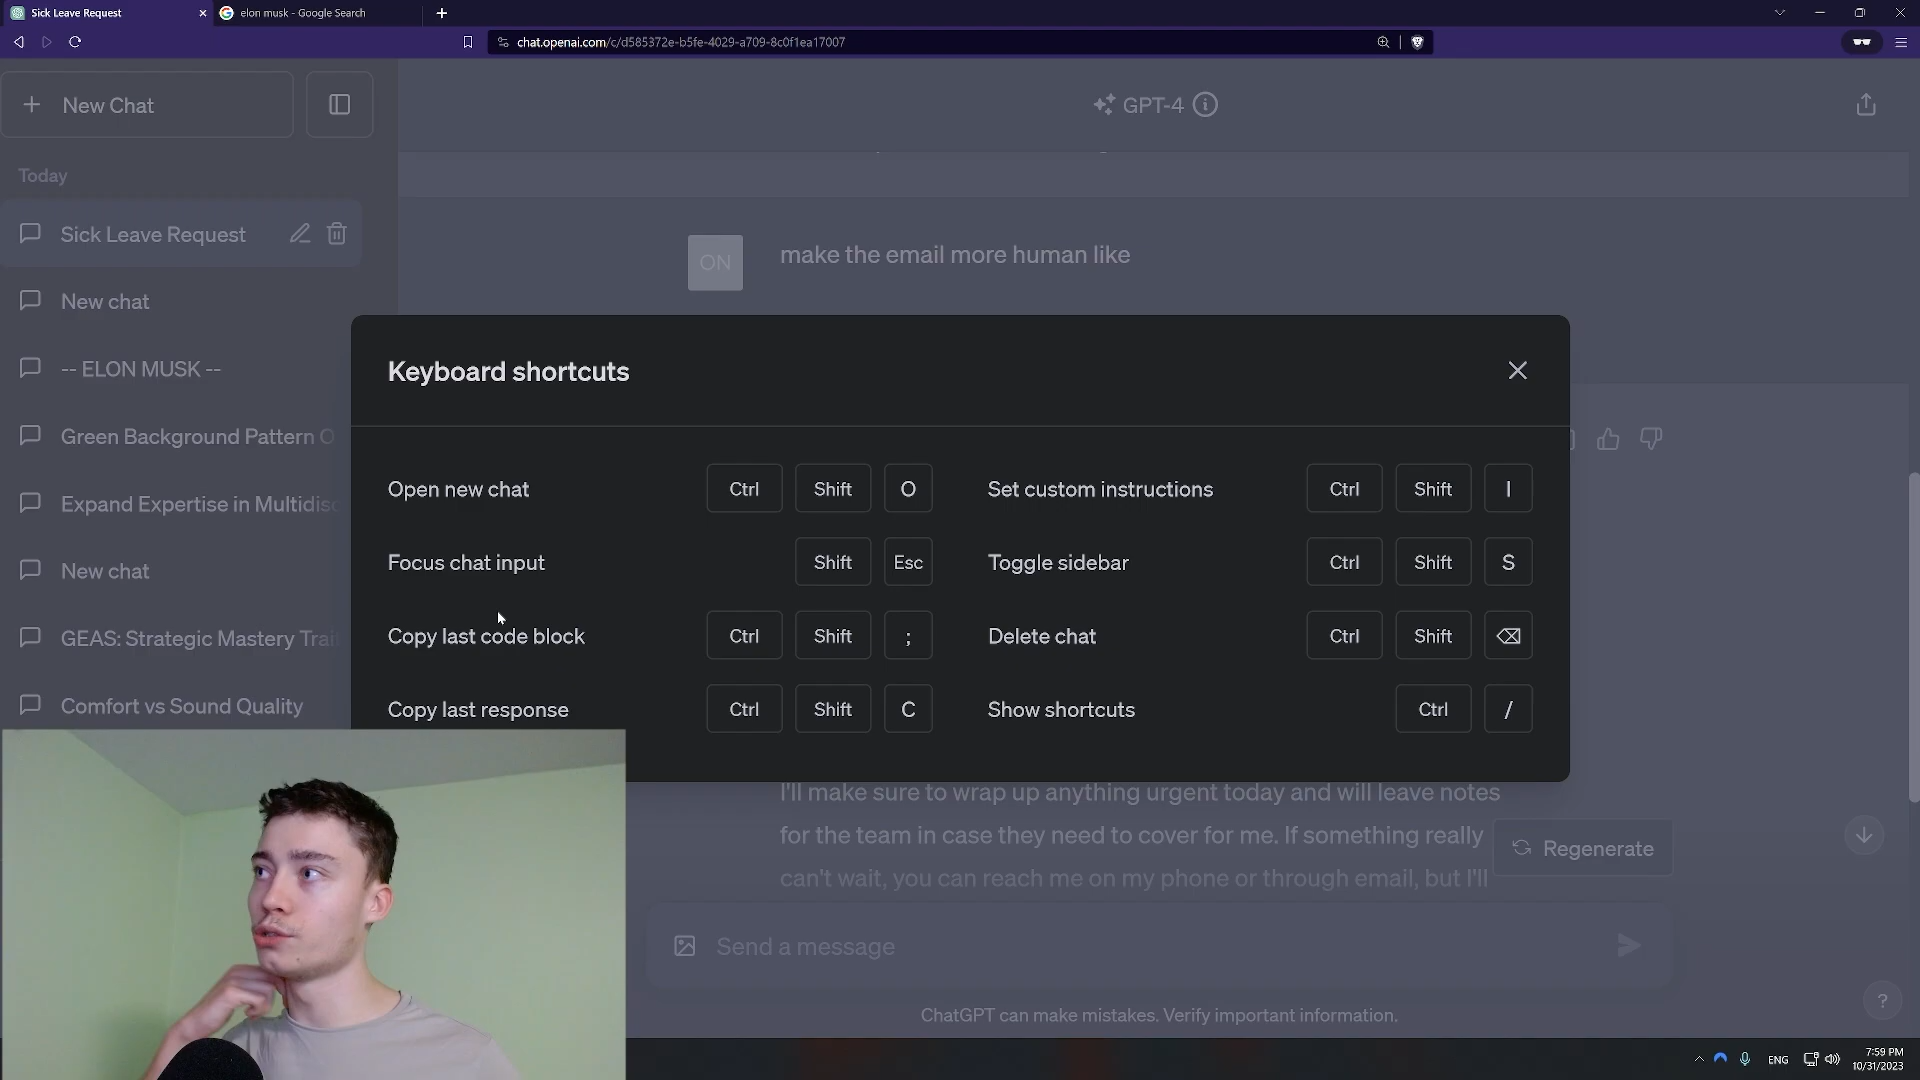 Sick Leave Request
elon musk - Google Search
chat.openai.com/c/d585372e-b5fe-4029-a709-8c0f1ea17007
New Chat
GPT-4
Today
Sick Leave Request
New chat
-- ELON MUSK --
Green Background Pattern O
Expand Expertise in Multidisc
New chat
GEAS: Strategic Mastery Trai
Comfort vs Sound Quality
ON
make the email more human like
Keyboard shortcuts
Open new chat Ctrl Shift O
Set custom instructions Ctrl Shift I
Focus chat input Shift Esc
Toggle sidebar Ctrl Shift S
Copy last code block Ctrl Shift ;
Delete chat Ctrl Shift ⌫
Copy last response Ctrl Shift C
Show shortcuts Ctrl /
I'll make sure to wrap up anything urgent today and will leave notes
for the team in case they need to cover for me. If something really
can't wait, you can reach me on my phone or through email, but I'll
Regenerate
Send a message
ChatGPT can make mistakes. Verify important information.
?
ENG
7:59 PM
10/31/2023